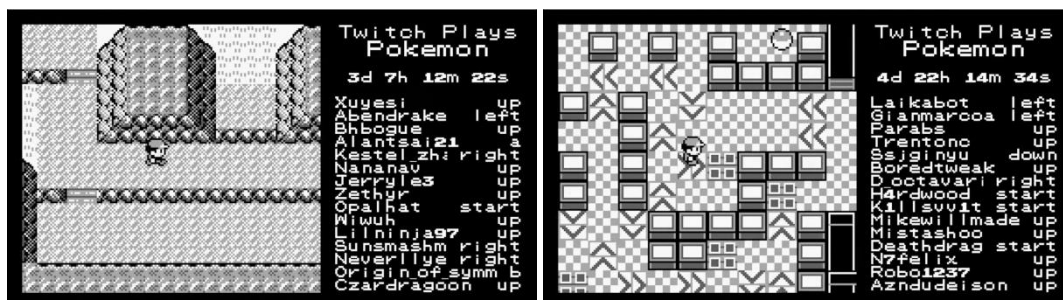 Twitch Plays
Pokemon
3d 7h 12m 22s
Xuyesi up
Abendrake left
Bhbogue up
Alantsai21 a
Kestel_zha right
Nananav up
Jerryle3 up
Zethyr up
Opalhat start
Wiwuh up
Lilninja97 up
Sunsmashm right
Neverllye right
Origin_of_symm b
Czardragoon up
Twitch Plays
Pokemon
4d 22h 14m 34s
Laikabot left
Gianmarcoa left
Parabs up
Trentono up
Ssjginyu down
Boredtweak up
D_octavari right
H4rdwood start
K1llsvv1t start
Mikewillmade up
Mistashoo up
Deathdrag start
N7felix up
Robo1237 up
Azndudeison up